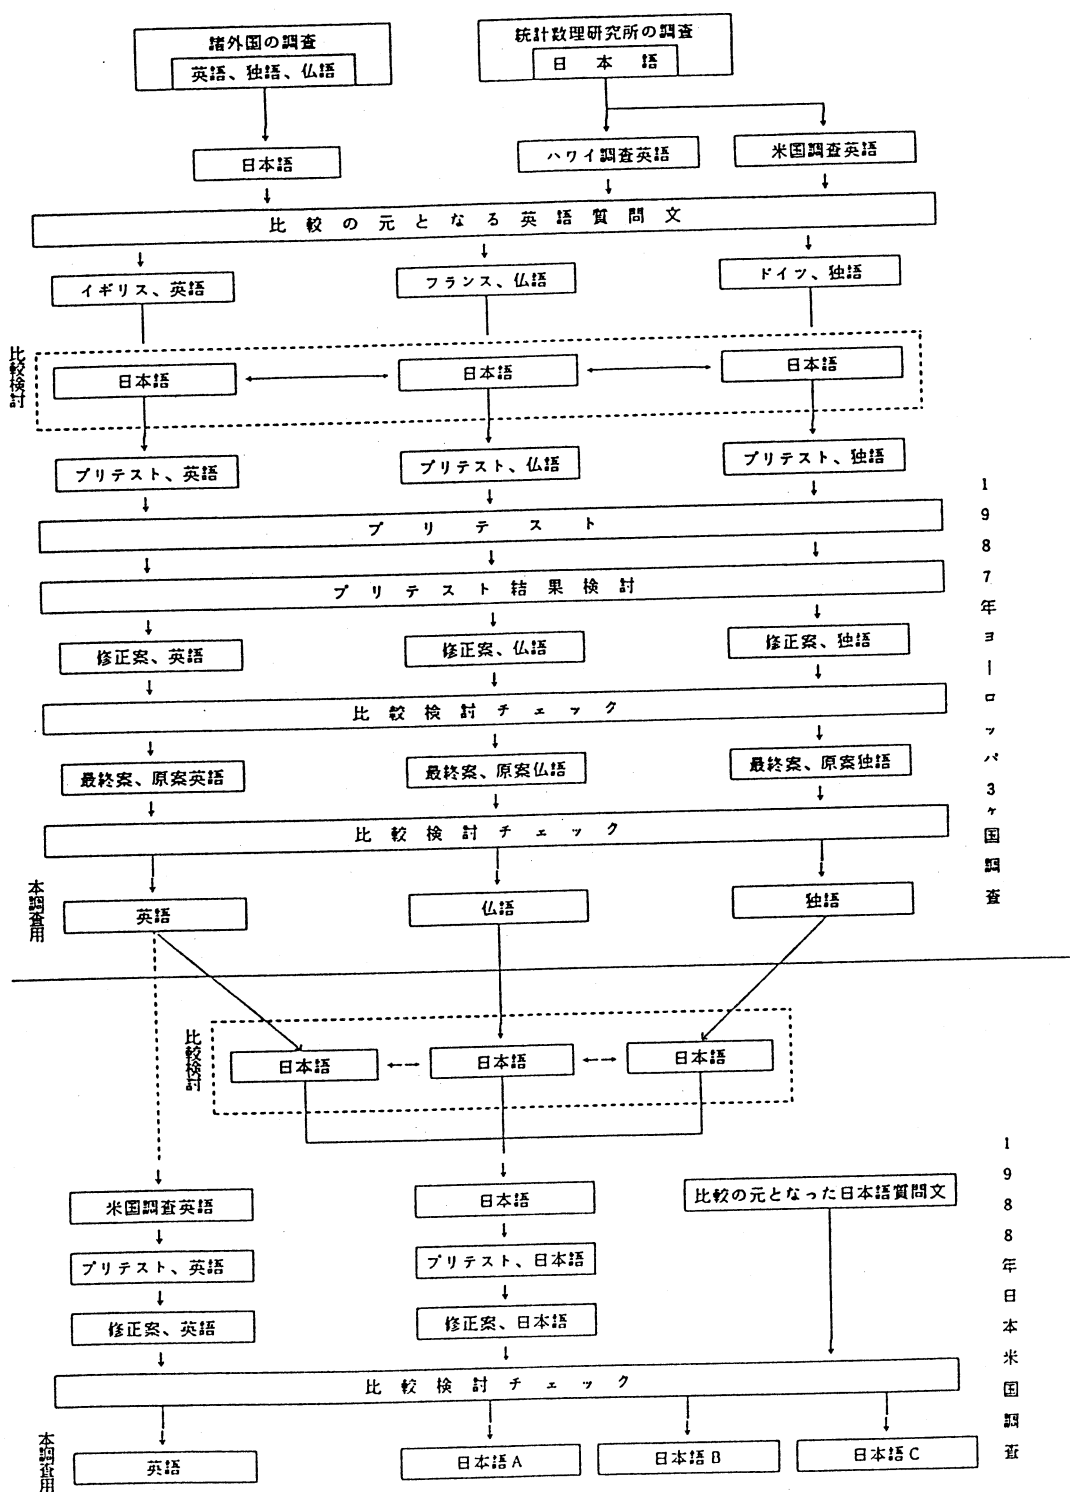 諸外国の調査
英語、独語、仏語
統計数理研究所の調査
日本語
日本語
ハワイ調査英語
米国調査英語
比較の元となる英語質問文
イギリス、英語
フランス、仏語
ドイツ、独語
比較検討
日本語
日本語
日本語
プリテスト、英語
プリテスト、仏語
プリテスト、独語
プリテスト
プリテスト結果検討
修正案、英語
修正案、仏語
修正案、独語
比較検討チェック
最終案、原案英語
最終案、原案仏語
最終案、原案独語
比較検討チェック
本調査用
英語
仏語
独語
1987年ヨーロッパ3ヶ国調査
比較検討
日本語
日本語
日本語
米国調査英語
日本語
比較の元となった日本語質問文
プリテスト、英語
プリテスト、日本語
修正案、英語
修正案、日本語
比較検討チェック
本調査用
英語
日本語A
日本語B
日本語C
1988年日本米国調査